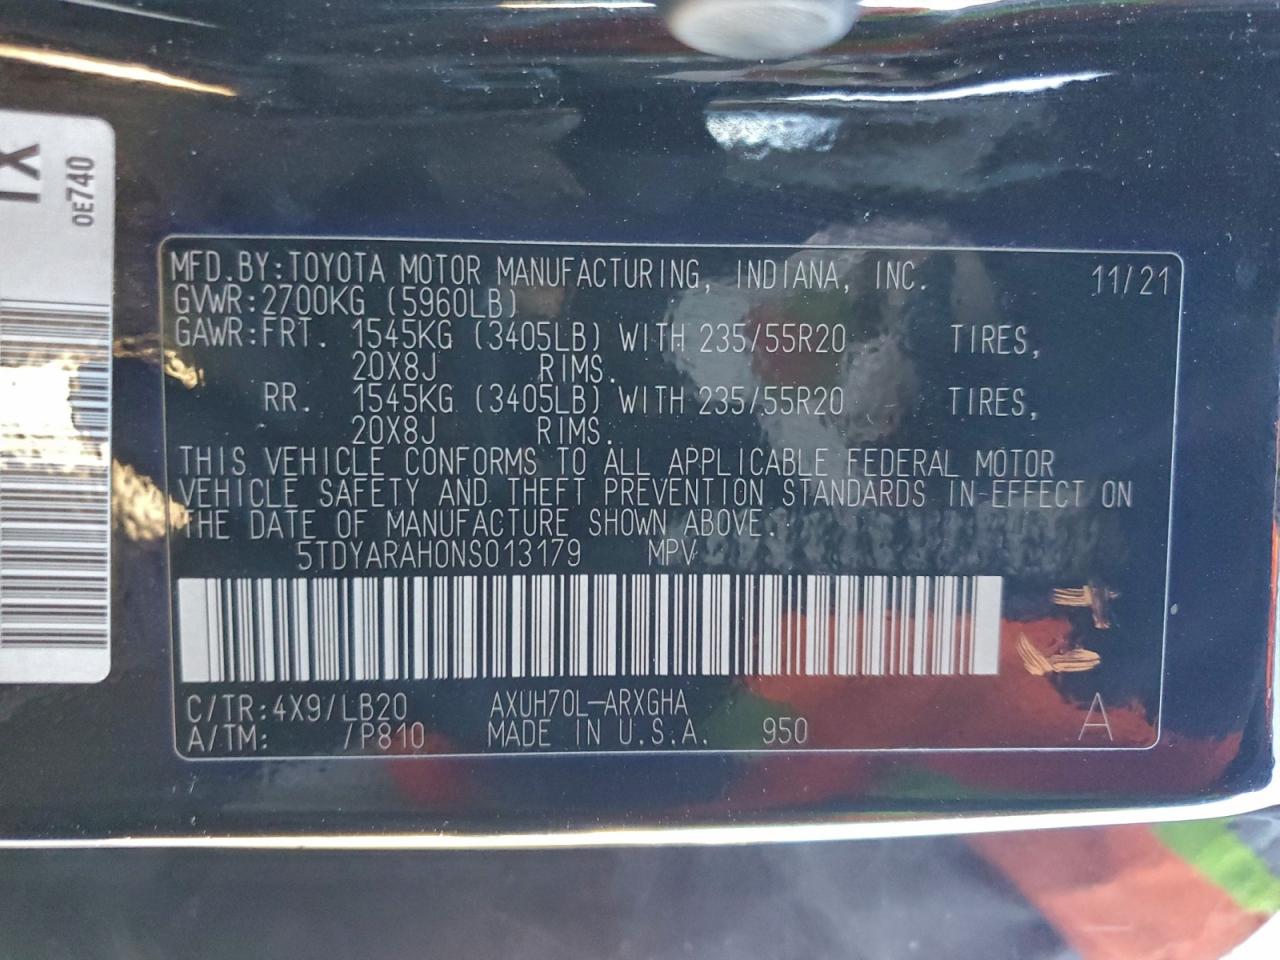 MFD.BY:TOYOTA MOTOR MANUFACTURING, INDIANA, INC. 11/21
GVWR:2700KG (5960LB)
GAWR:FRT. 1545KG (3405LB) WITH 235/55R20 TIRES,
20X8J RIMS.
RR. 1545KG (3405LB) WITH 235/55R20 TIRES,
20X8J RIMS.
THIS VEHICLE CONFORMS TO ALL APPLICABLE FEDERAL MOTOR
VEHICLE SAFETY AND THEFT PREVENTION STANDARDS IN EFFECT ON
THE DATE OF MANUFACTURE SHOWN ABOVE.
5TDYARAH0NS013179 MPV
C/TR:4X9/LB20 AXUH70L-ARXGHA A
A/TM: /P810 MADE IN U.S.A. 950
0E740